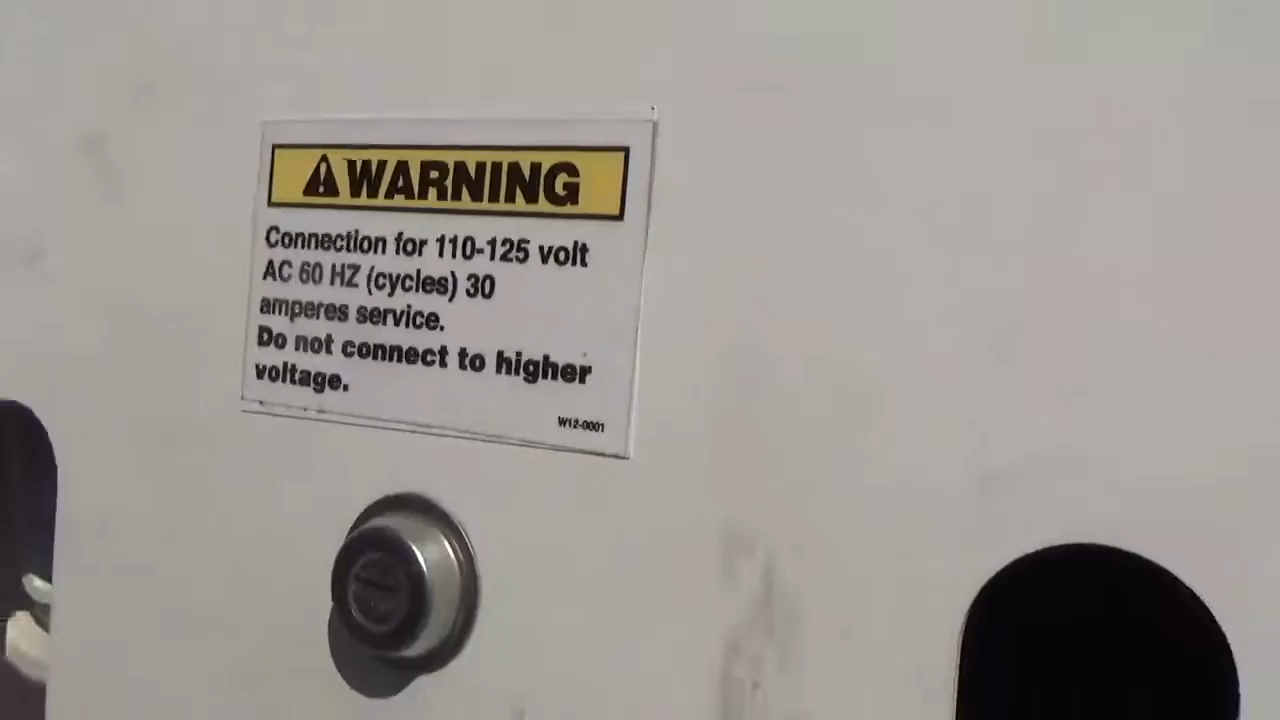 WARNING
Connection for 110-125 volt
AC 60 HZ (cycles) 30
amperes service.
Do not connect to higher
voltage.
W12-0001